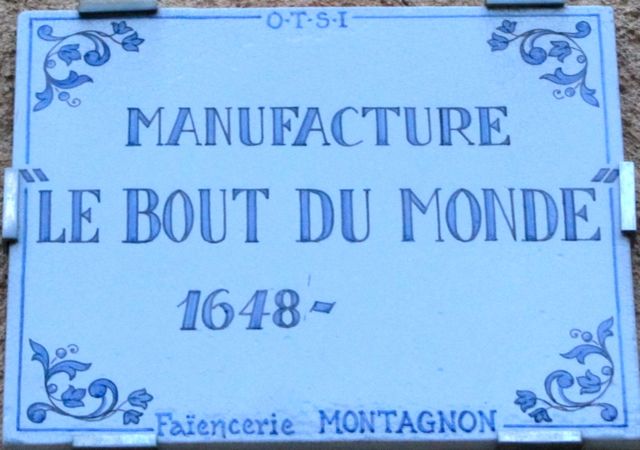 O-T-S-I
MANUFACTURE
"LE BOUT DU MONDE"
1648-
Faïencerie MONTAGNON